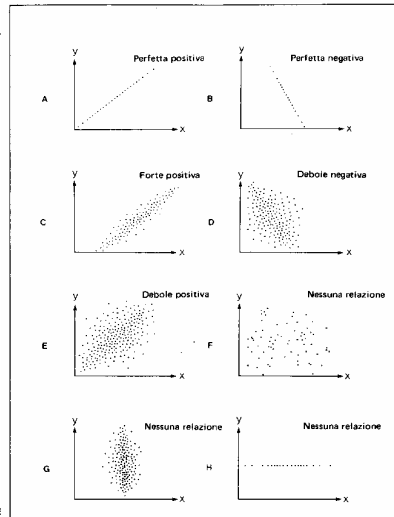 y Perfetta positiva
A
x
y Perfetta negativa
B
x
y Forte positiva
C
x
y Debole negativa
D
x
y Debole positiva
E
x
y Nessuna relazione
F
x
y Nessuna relazione
G
x
y Nessuna relazione
H
x